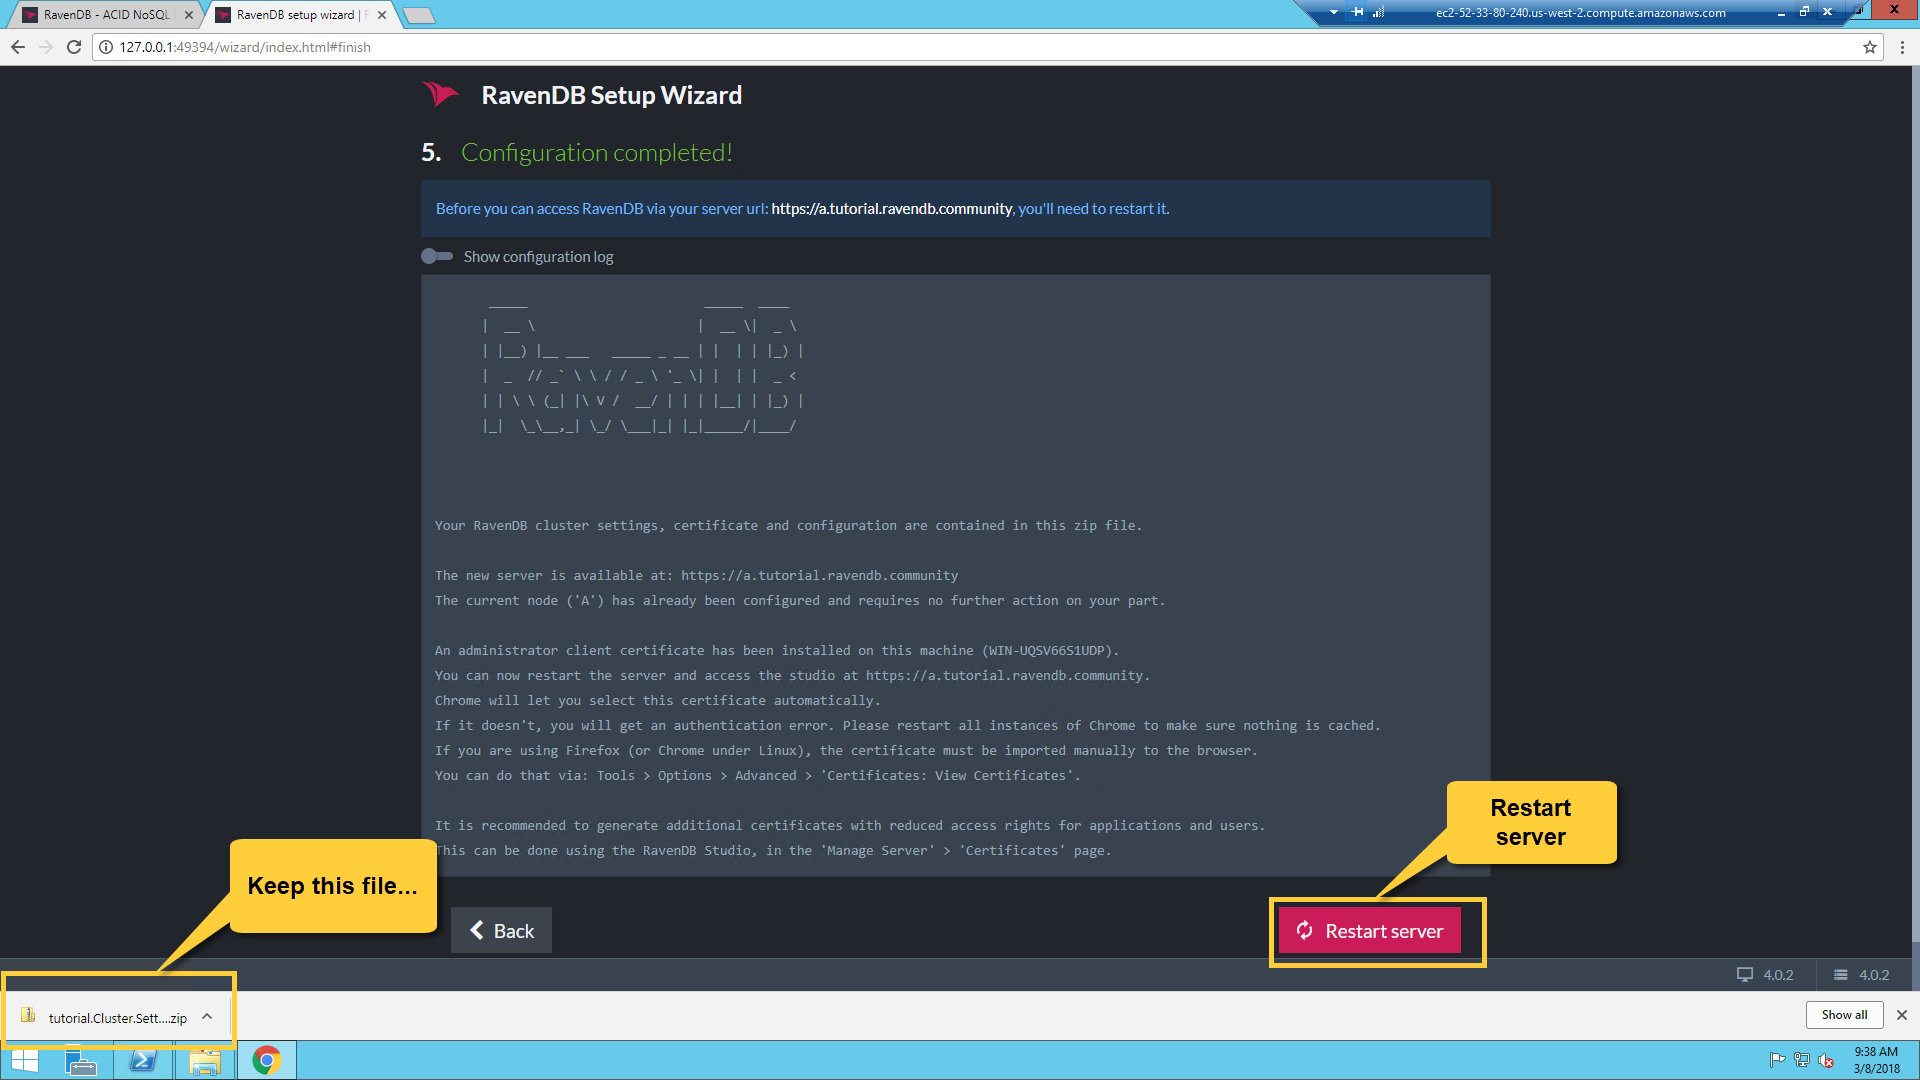 RavenDB - ACID NoSQL
RavenDB setup wizard |
ec2-52-33-80-240.us-west-2.compute.amazonaws.com
127.0.0.1:49394/wizard/index.html#finish
RavenDB Setup Wizard
5. Configuration completed!
Before you can access RavenDB via your server url: https://a.tutorial.ravendb.community, you'll need to restart it.
Show configuration log
RavenDB
Your RavenDB cluster settings, certificate and configuration are contained in this zip file.
The new server is available at: https://a.tutorial.ravendb.community
The current node ('A') has already been configured and requires no further action on your part.
An administrator client certificate has been installed on this machine (WIN-UQSV66S1UDP).
You can now restart the server and access the studio at https://a.tutorial.ravendb.community.
Chrome will let you select this certificate automatically.
If it doesn't, you will get an authentication error. Please restart all instances of Chrome to make sure nothing is cached.
If you are using Firefox (or Chrome under Linux), the certificate must be imported manually to the browser.
You can do that via: Tools > Options > Advanced > 'Certificates: View Certificates'.
It is recommended to generate additional certificates with reduced access rights for applications and users.
This can be done using the RavenDB Studio, in the 'Manage Server' > 'Certificates' page.
Restart
server
Keep this file...
Back
Restart server
4.0.2
4.0.2
tutorial.Cluster.Sett....zip
Show all
9:38 AM
3/8/2018